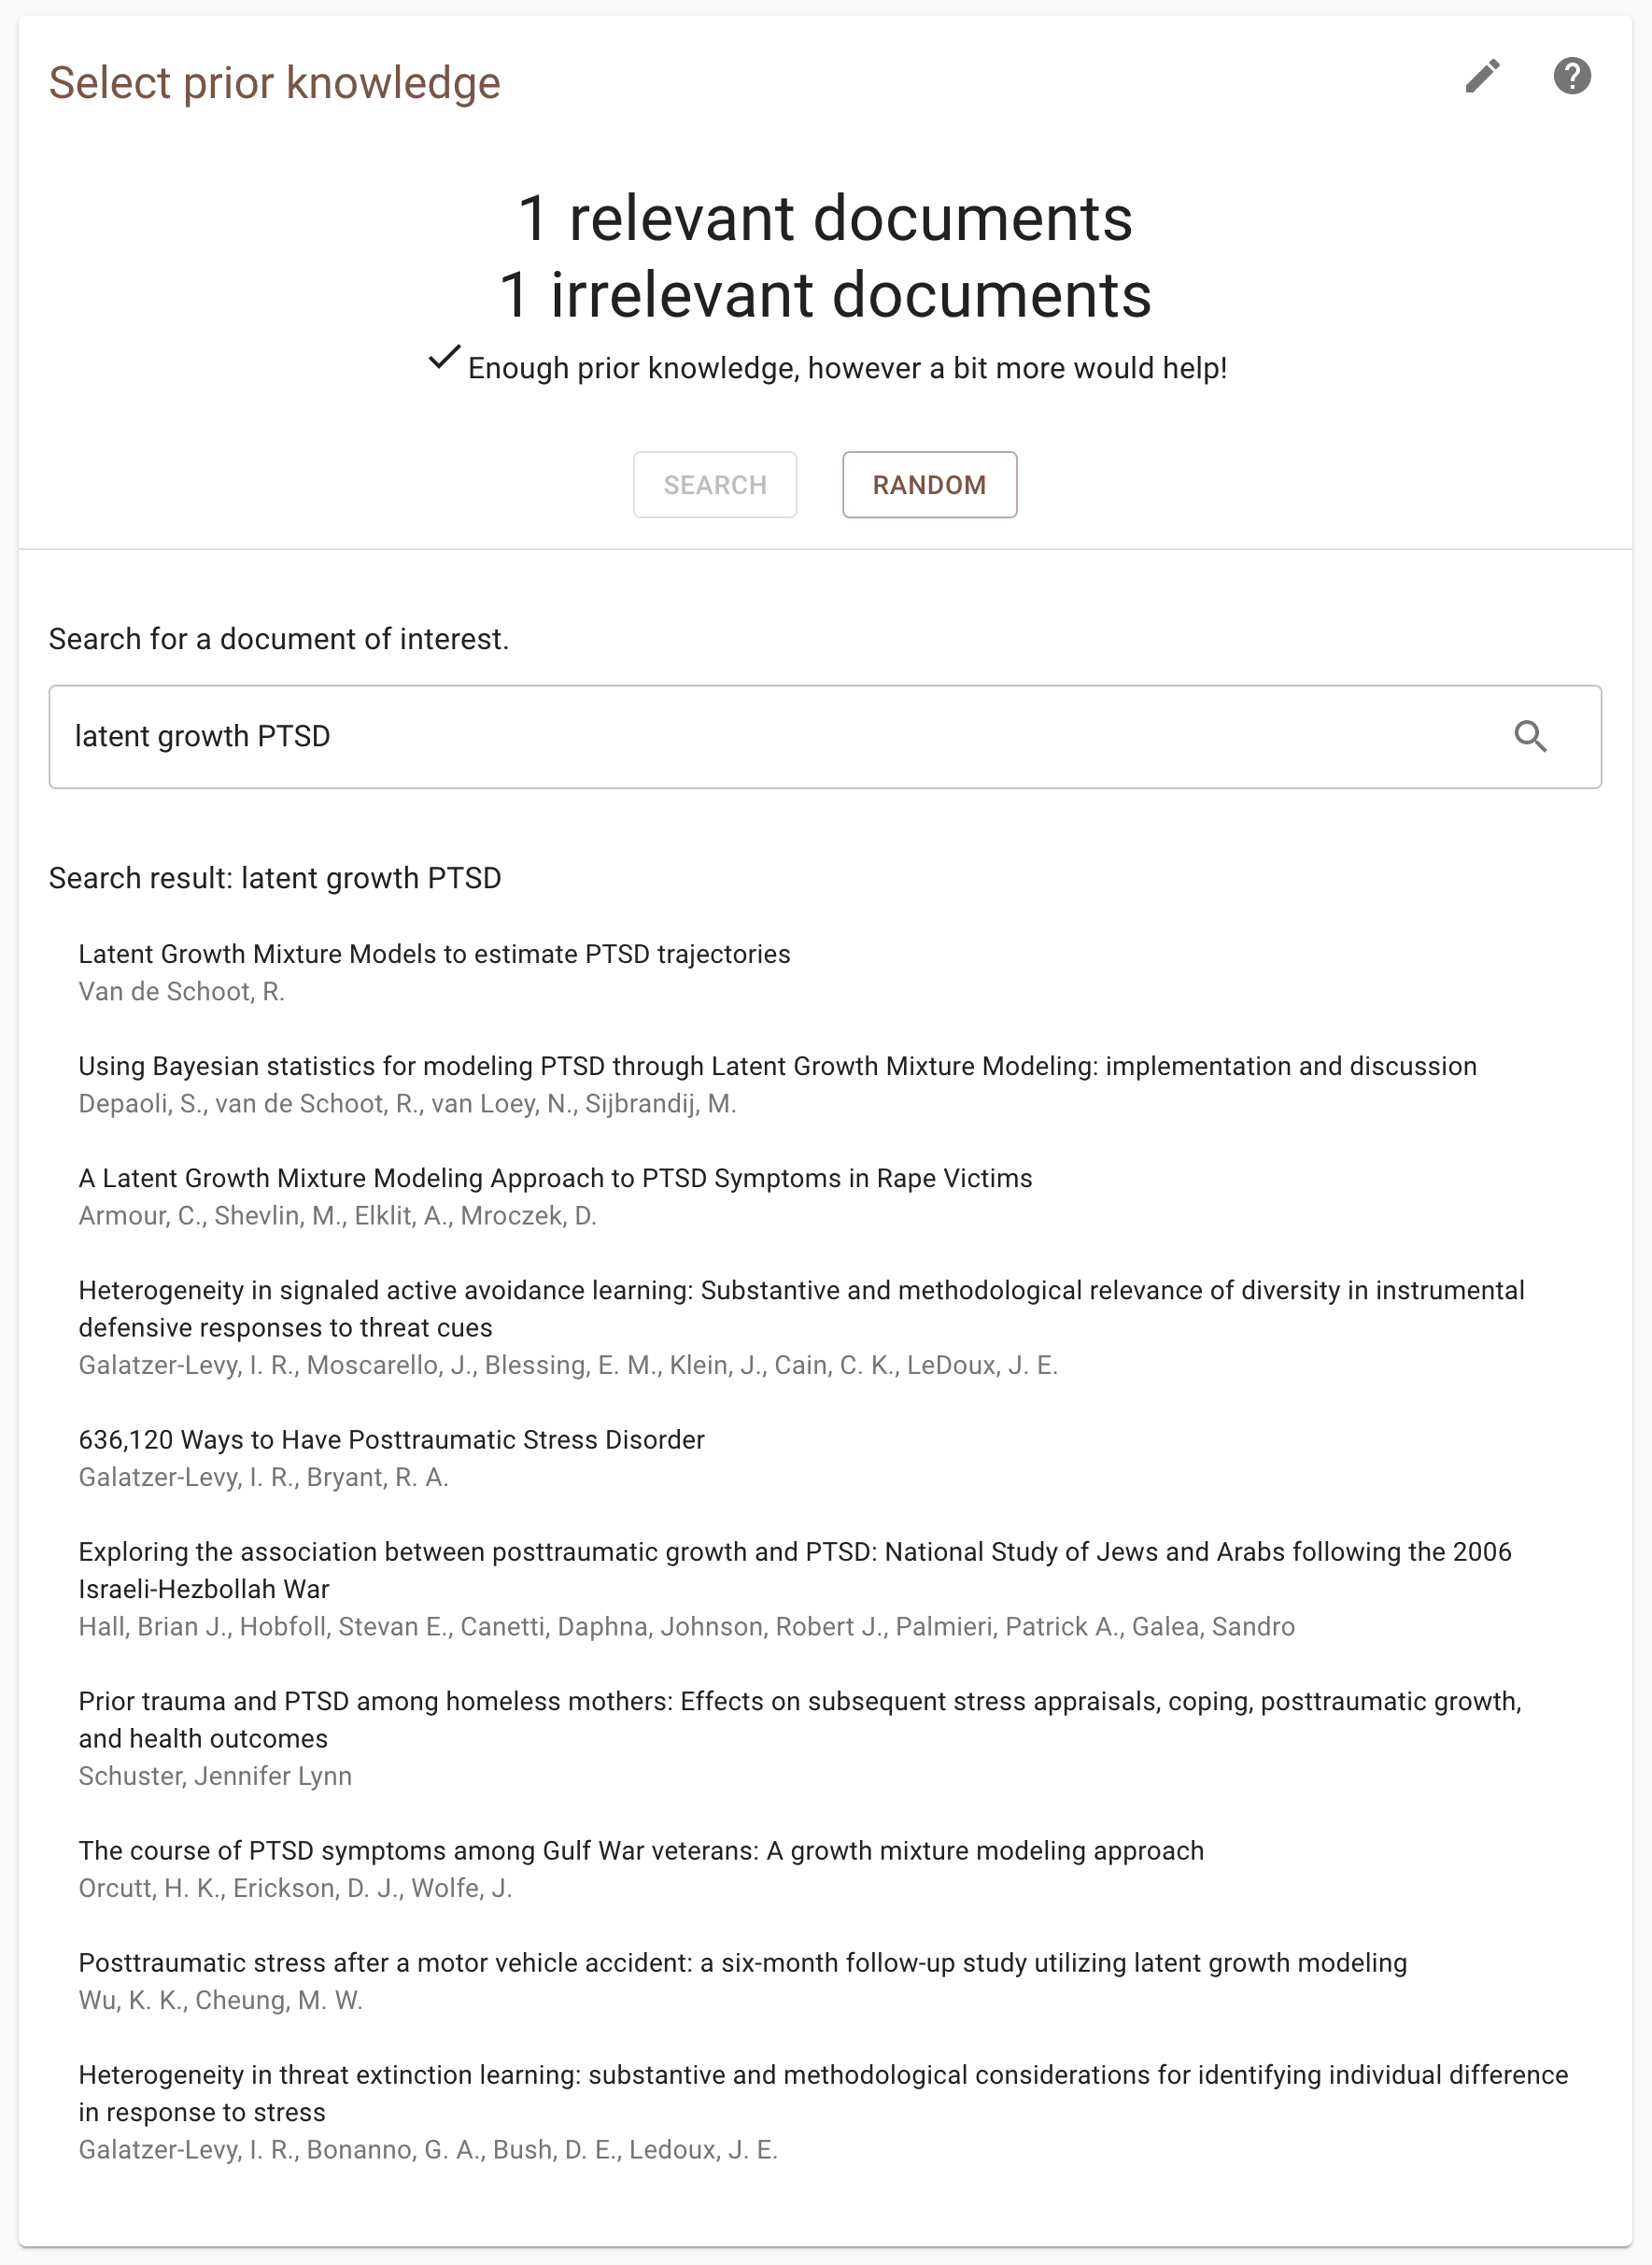 Select prior knowledge
1 relevant documents
1 irrelevant documents
Enough prior knowledge, however a bit more would help!
SEARCH
RANDOM
Search for a document of interest.
latent growth PTSD
Search result: latent growth PTSD
Latent Growth Mixture Models to estimate PTSD trajectories
Van de Schoot, R.
Using Bayesian statistics for modeling PTSD through Latent Growth Mixture Modeling: implementation and discussion
Depaoli, S., van de Schoot, R., van Loey, N., Sijbrandij, M.
A Latent Growth Mixture Modeling Approach to PTSD Symptoms in Rape Victims
Armour, C., Shevlin, M., Elklit, A., Mroczek, D.
Heterogeneity in signaled active avoidance learning: Substantive and methodological relevance of diversity in instrumental
defensive responses to threat cues
Galatzer-Levy, I. R., Moscarello, J., Blessing, E. M., Klein, J., Cain, C. K., LeDoux, J. E.
636,120 Ways to Have Posttraumatic Stress Disorder
Galatzer-Levy, I. R., Bryant, R. A.
Exploring the association between posttraumatic growth and PTSD: National Study of Jews and Arabs following the 2006
Israeli-Hezbollah War
Hall, Brian J., Hobfoll, Stevan E., Canetti, Daphna, Johnson, Robert J., Palmieri, Patrick A., Galea, Sandro
Prior trauma and PTSD among homeless mothers: Effects on subsequent stress appraisals, coping, posttraumatic growth,
and health outcomes
Schuster, Jennifer Lynn
The course of PTSD symptoms among Gulf War veterans: A growth mixture modeling approach
Orcutt, H. K., Erickson, D. J., Wolfe, J.
Posttraumatic stress after a motor vehicle accident: a six-month follow-up study utilizing latent growth modeling
Wu, K. K., Cheung, M. W.
Heterogeneity in threat extinction learning: substantive and methodological considerations for identifying individual difference
in response to stress
Galatzer-Levy, I. R., Bonanno, G. A., Bush, D. E., Ledoux, J. E.